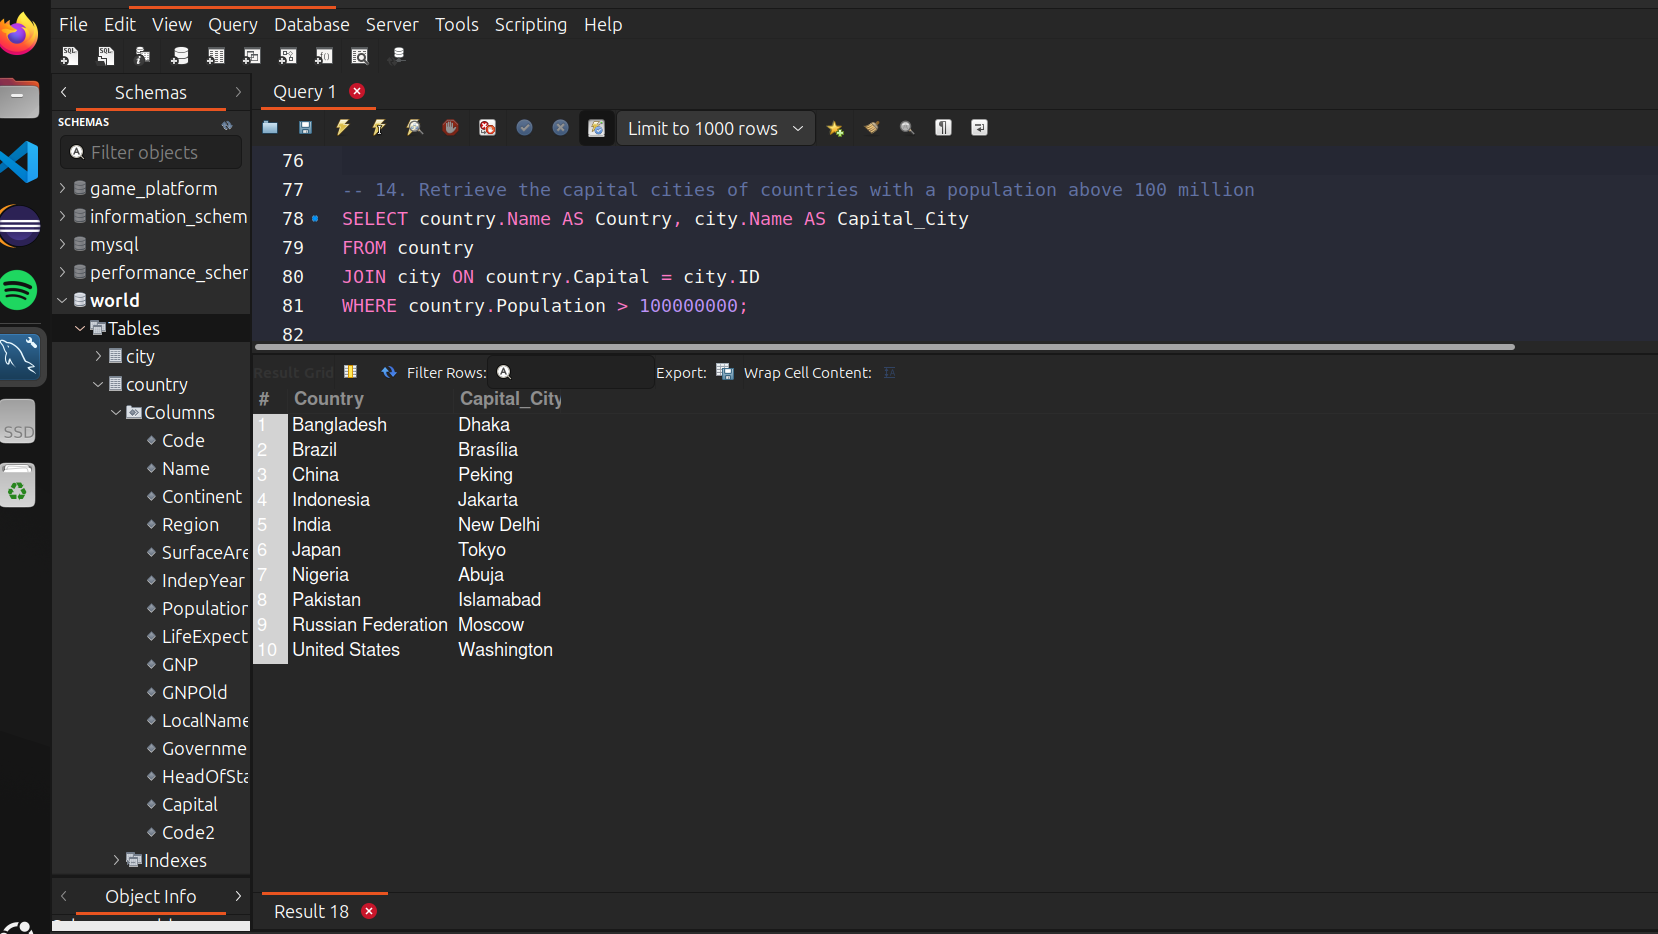 File Edit View Query Database Server Tools Scripting Help
Schemas
SCHEMAS
Filter objects
game_platform
information_schem
mysql
performance_scher
world
Tables
city
country
Columns
Code
Name
Continent
Region
SurfaceAre
IndepYear
Population
LifeExpect
GNP
GNPOld
LocalName
Governme
HeadOfSta
Capital
Code2
Indexes
Object Info
SSD
Query 1
Limit to 1000 rows
76
77 -- 14. Retrieve the capital cities of countries with a population above 100 million
78 SELECT country.Name AS Country, city.Name AS Capital_City
79 FROM country
80 JOIN city ON country.Capital = city.ID
81 WHERE country.Population > 100000000;
82
Result Grid Filter Rows: Export: Wrap Cell Content:
# Country Capital_City
1 Bangladesh Dhaka
2 Brazil Brasília
3 China Peking
4 Indonesia Jakarta
5 India New Delhi
6 Japan Tokyo
7 Nigeria Abuja
8 Pakistan Islamabad
9 Russian Federation Moscow
10 United States Washington
Result 18